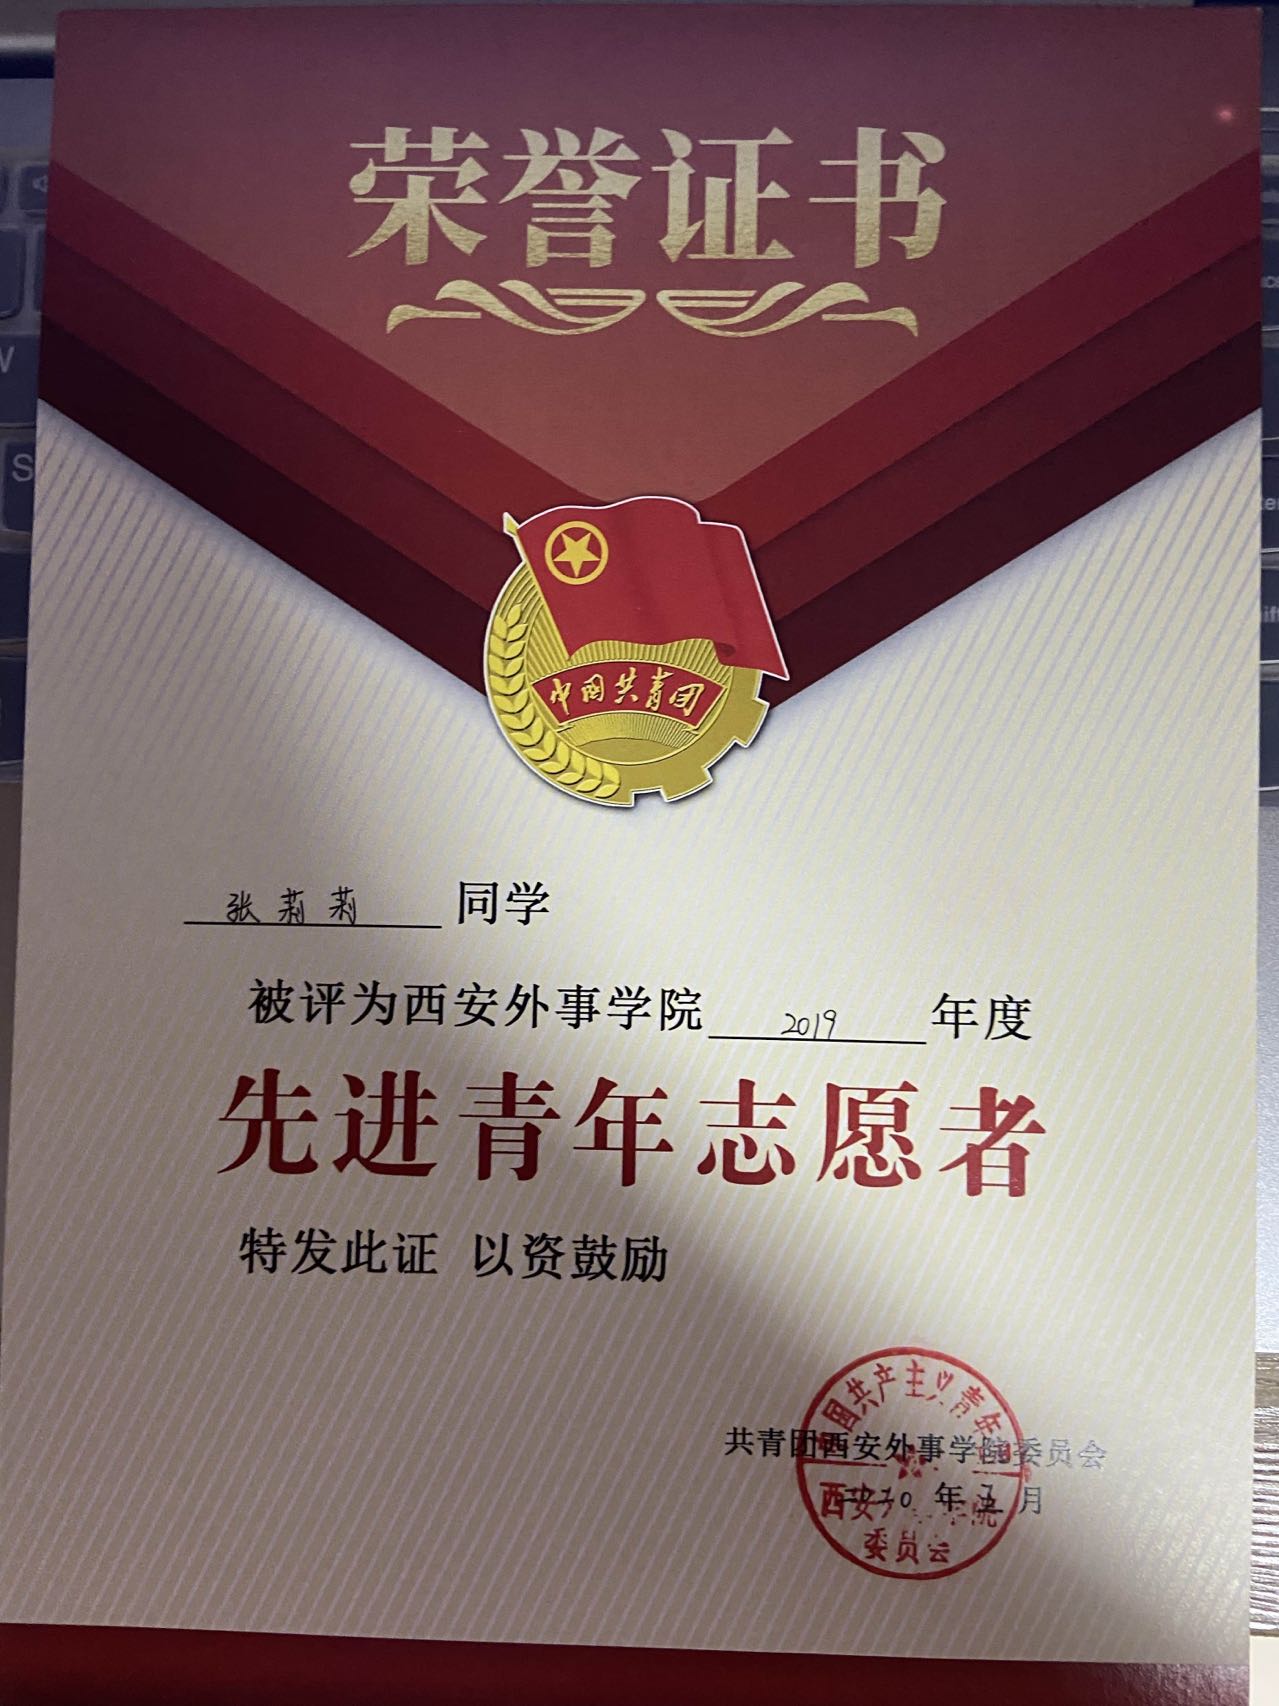 荣誉证书
中国共青团
张莉莉 同学
被评为西安外事学院 2019 年度
先进青年志愿者
特发此证 以资鼓励
共青团西安外事学院委员会
年 月
委员会